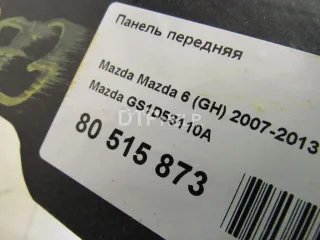 Панель передняя
Mazda Mazda 6 (GH) 2007-2013
Mazda GS1D53110A
80 515 873